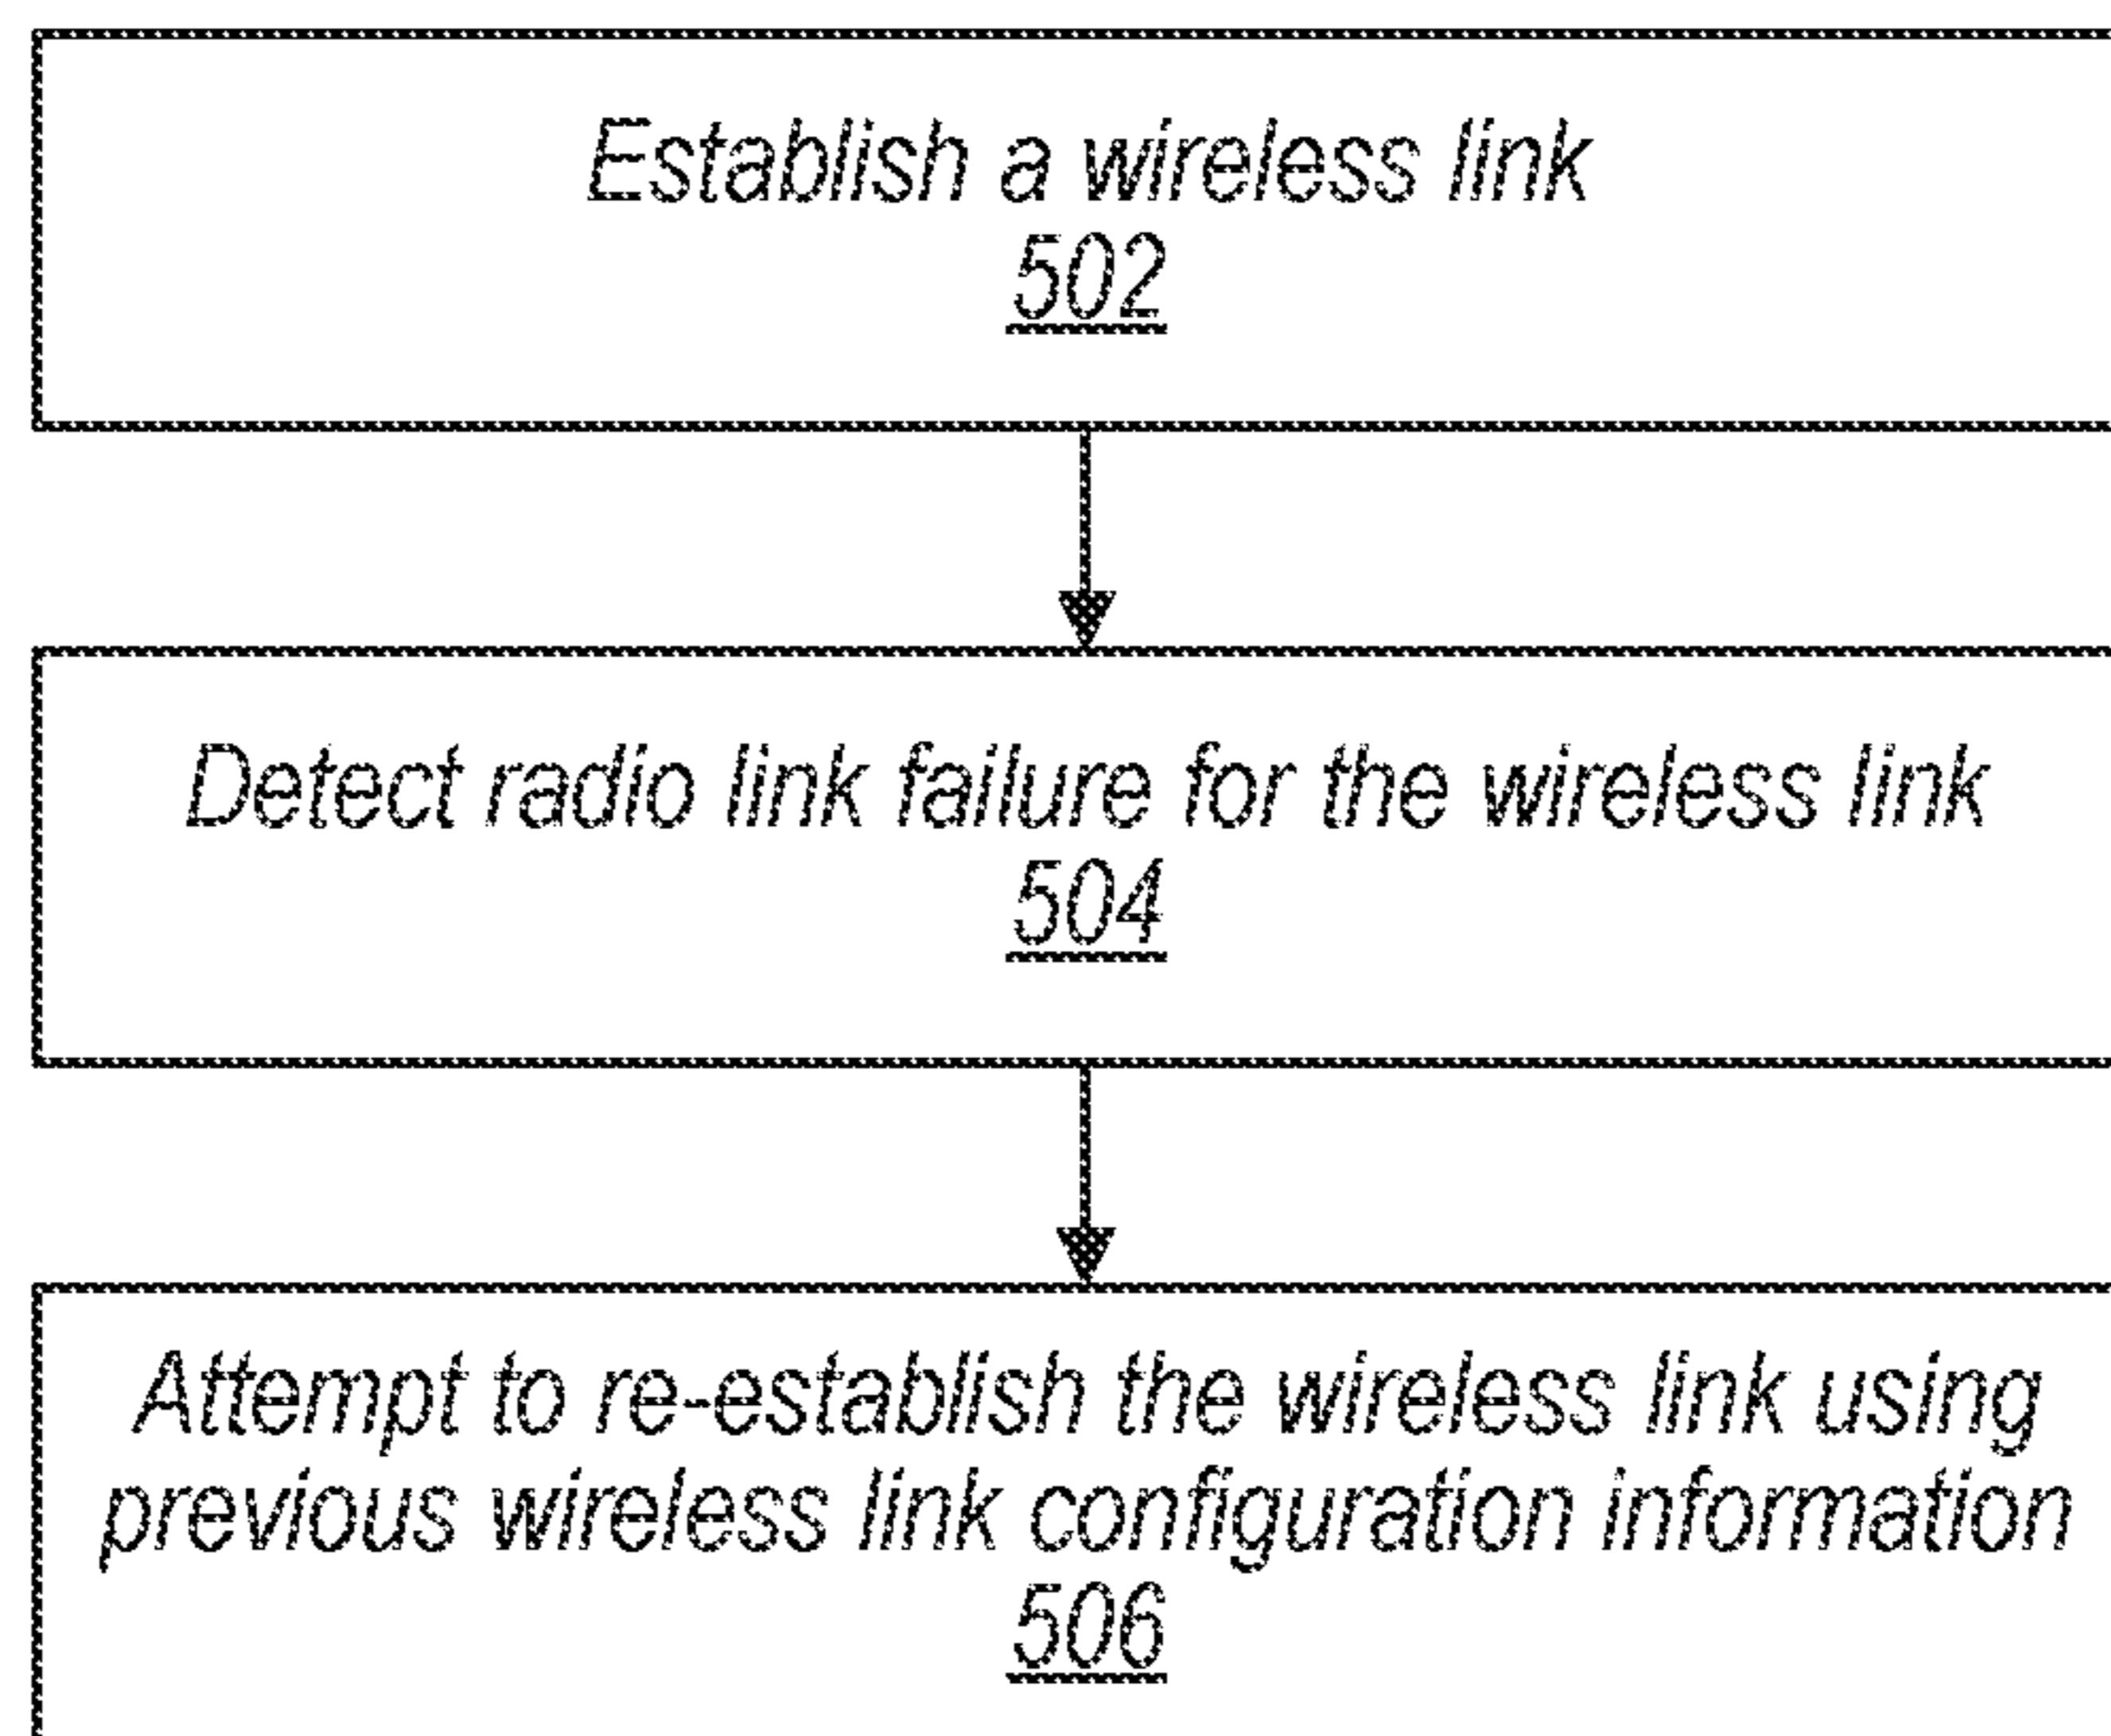 Establish a wireless link
502
Detect radio link failure for the wireless link
504
Attempt to re-establish the wireless link using
previous wireless link configuration information
506